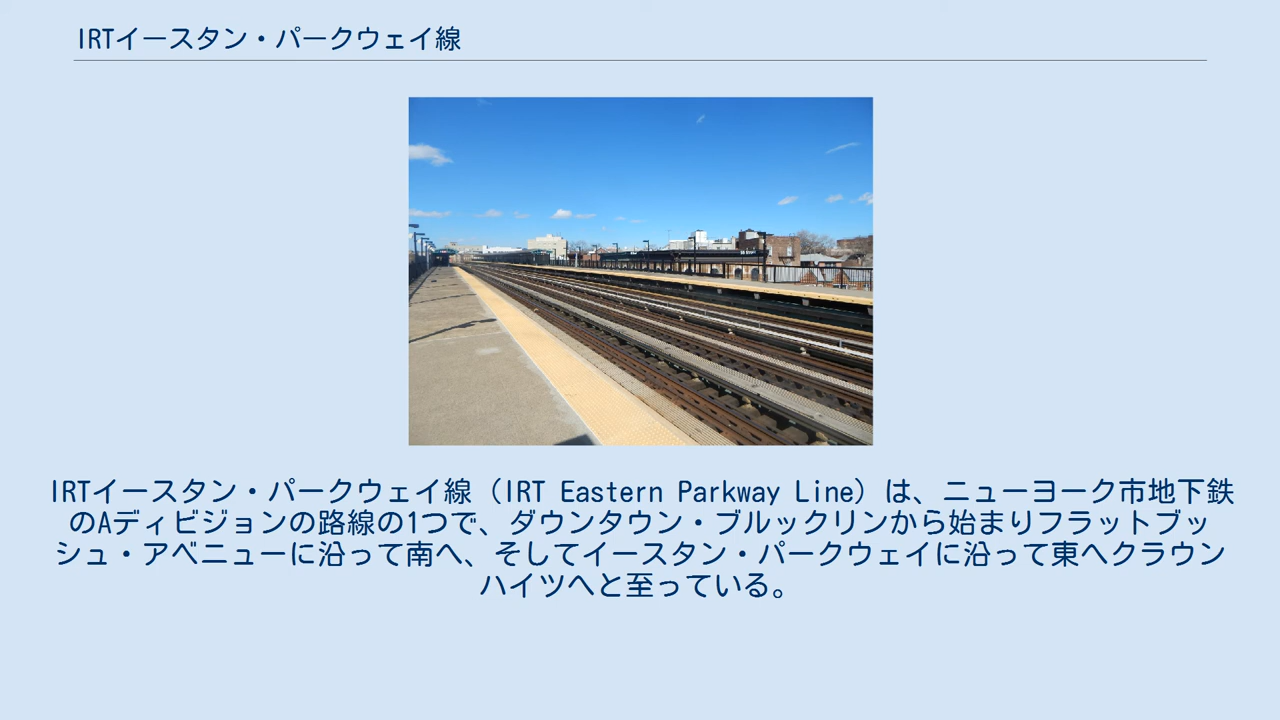 IRTイースタン・パークウェイ線
IRTイースタン・パークウェイ線（IRT Eastern Parkway Line）は、ニューヨーク市地下鉄
のAディビジョンの路線の1つで、ダウンタウン・ブルックリンから始まりフラットブッ
シュ・アベニューに沿って南へ、そしてイースタン・パークウェイに沿って東へクラウン
ハイツへと至っている。